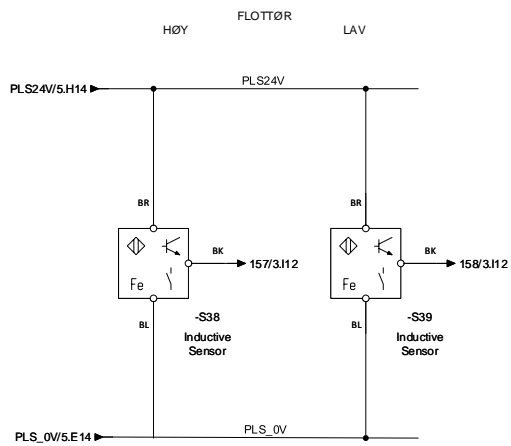 FLOTTØR
HØY LAV
PLS24V
PLS24V/5.H14
BR BR
BK BK
157/3.I12 158/3.I12
Fe Fe
-S38 -S39
BL BL
Inductive Inductive
Sensor Sensor
PLS_0V
PLS_0V/5.E14